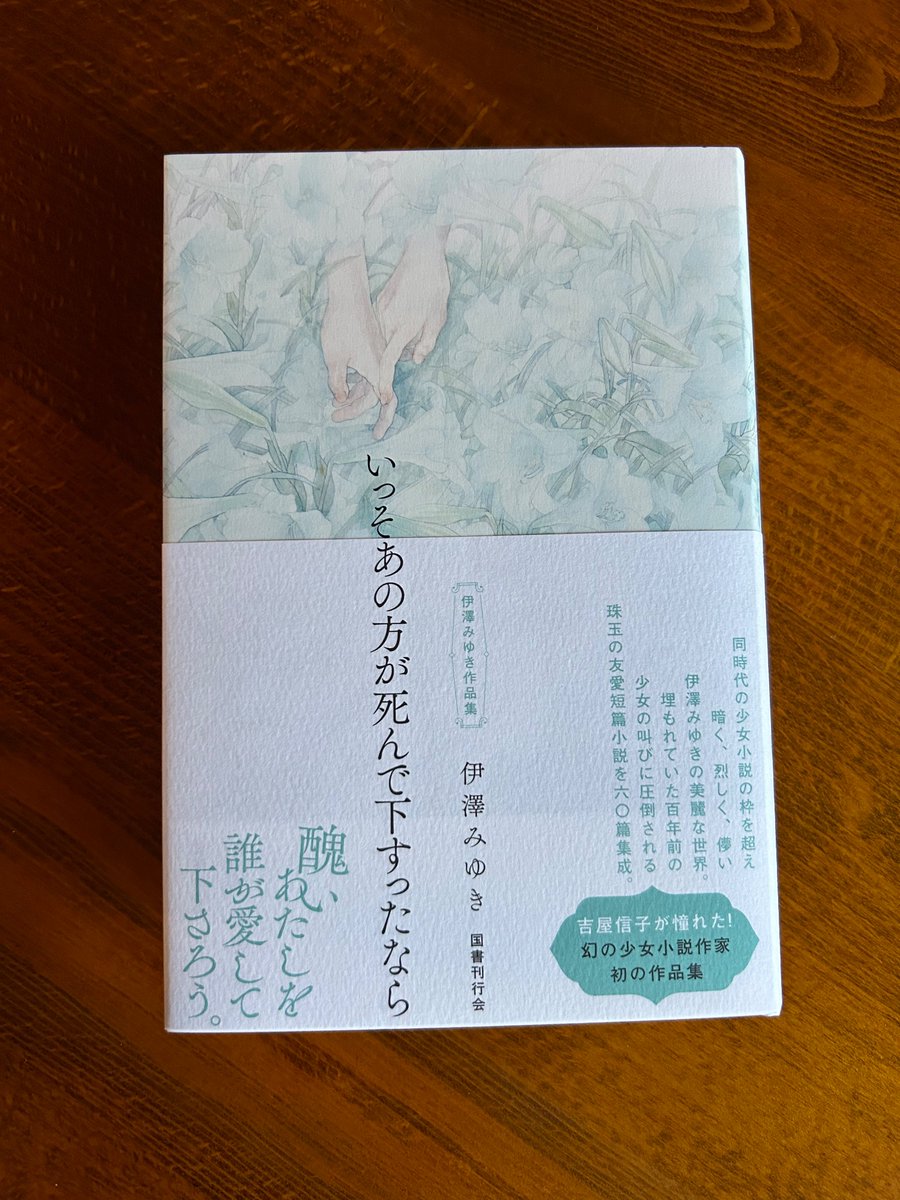 同時代の少女小説の枠を超え
暗く、烈しく、儚い
伊澤みゆきの美麗な世界。
埋もれていた百年前の
少女の叫びに圧倒される
珠玉の友愛短篇小説を六〇篇集成。
吉屋信子が憧れた!
幻の少女小説作家
初の作品集
伊澤みゆき作品集
伊澤みゆき
国書刊行会
いっそあの方が死んで下すったなら
醜いわたしを
誰が愛して
下さろう。